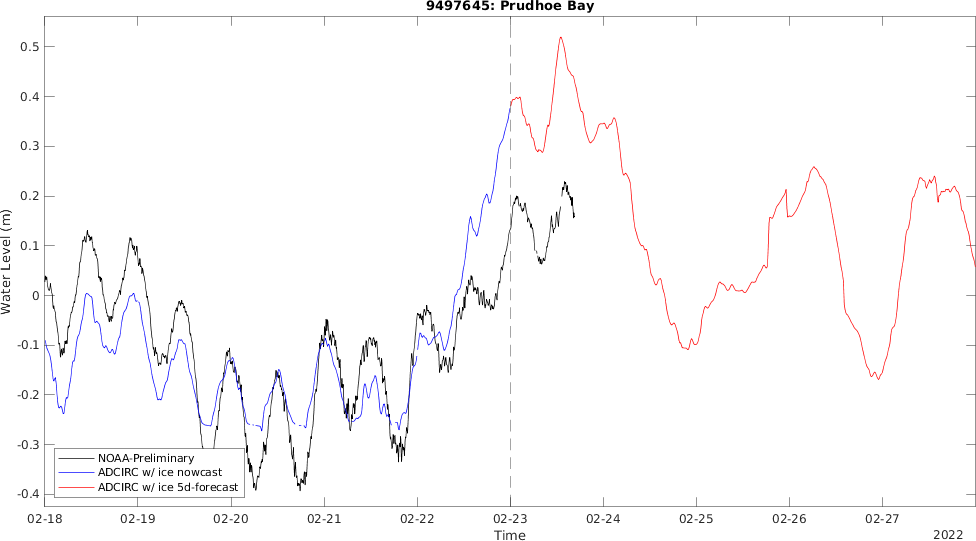 9497645: Prudhoe Bay
Water Level (m)
0.5
0.4
0.3
0.2
0.1
0
-0.1
-0.2
-0.3
-0.4
NOAA-Preliminary
ADCIRC w/ ice nowcast
ADCIRC w/ ice 5d-forecast
02-18 02-19 02-20 02-21 02-22 02-23 02-24 02-25 02-26 02-27
Time
2022